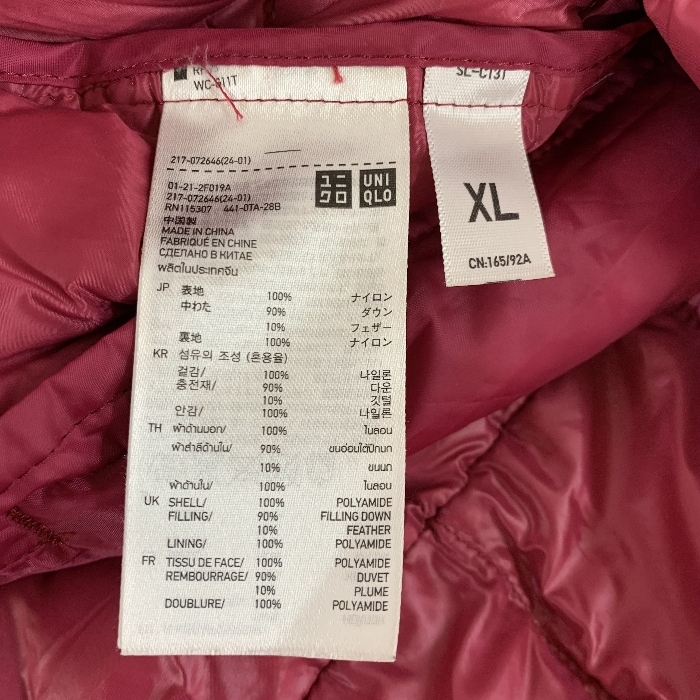 WC-611T
217-072646(24-01)
01-21-2F019A
217-072646(24-01)
RN115307 441-0TA-28B
ユニ
クロ
UNI
QLO
中国製
MADE IN CHINA
FABRIQUÉ EN CHINE
СДЕЛАНО В КИТАЕ
ผลิตในประเทศจีน
JP 表地 100% ナイロン
中わた 90% ダウン
10% フェザー
裏地 100% ナイロン
KR 섬유의 조성 (혼용율)
겉감/ 100% 나일론
충전재/ 90% 다운
10% 깃털
안감/ 100% 나일론
TH ผ้าด้านนอก/ 100% ไนลอน
ผ้าสำลีด้านใน/ 90% ขนอ่อนใต้ปีกนก
10% ขนนก
ผ้าด้านใน/ 100% ไนลอน
UK SHELL/ 100% POLYAMIDE
FILLING/ 90% FILLING DOWN
10% FEATHER
LINING/ 100% POLYAMIDE
FR TISSU DE FACE/ 100% POLYAMIDE
REMBOURRAGE/ 90% DUVET
10% PLUME
DOUBLURE/ 100% POLYAMIDE
SL-C131
XL
CN:165/92A